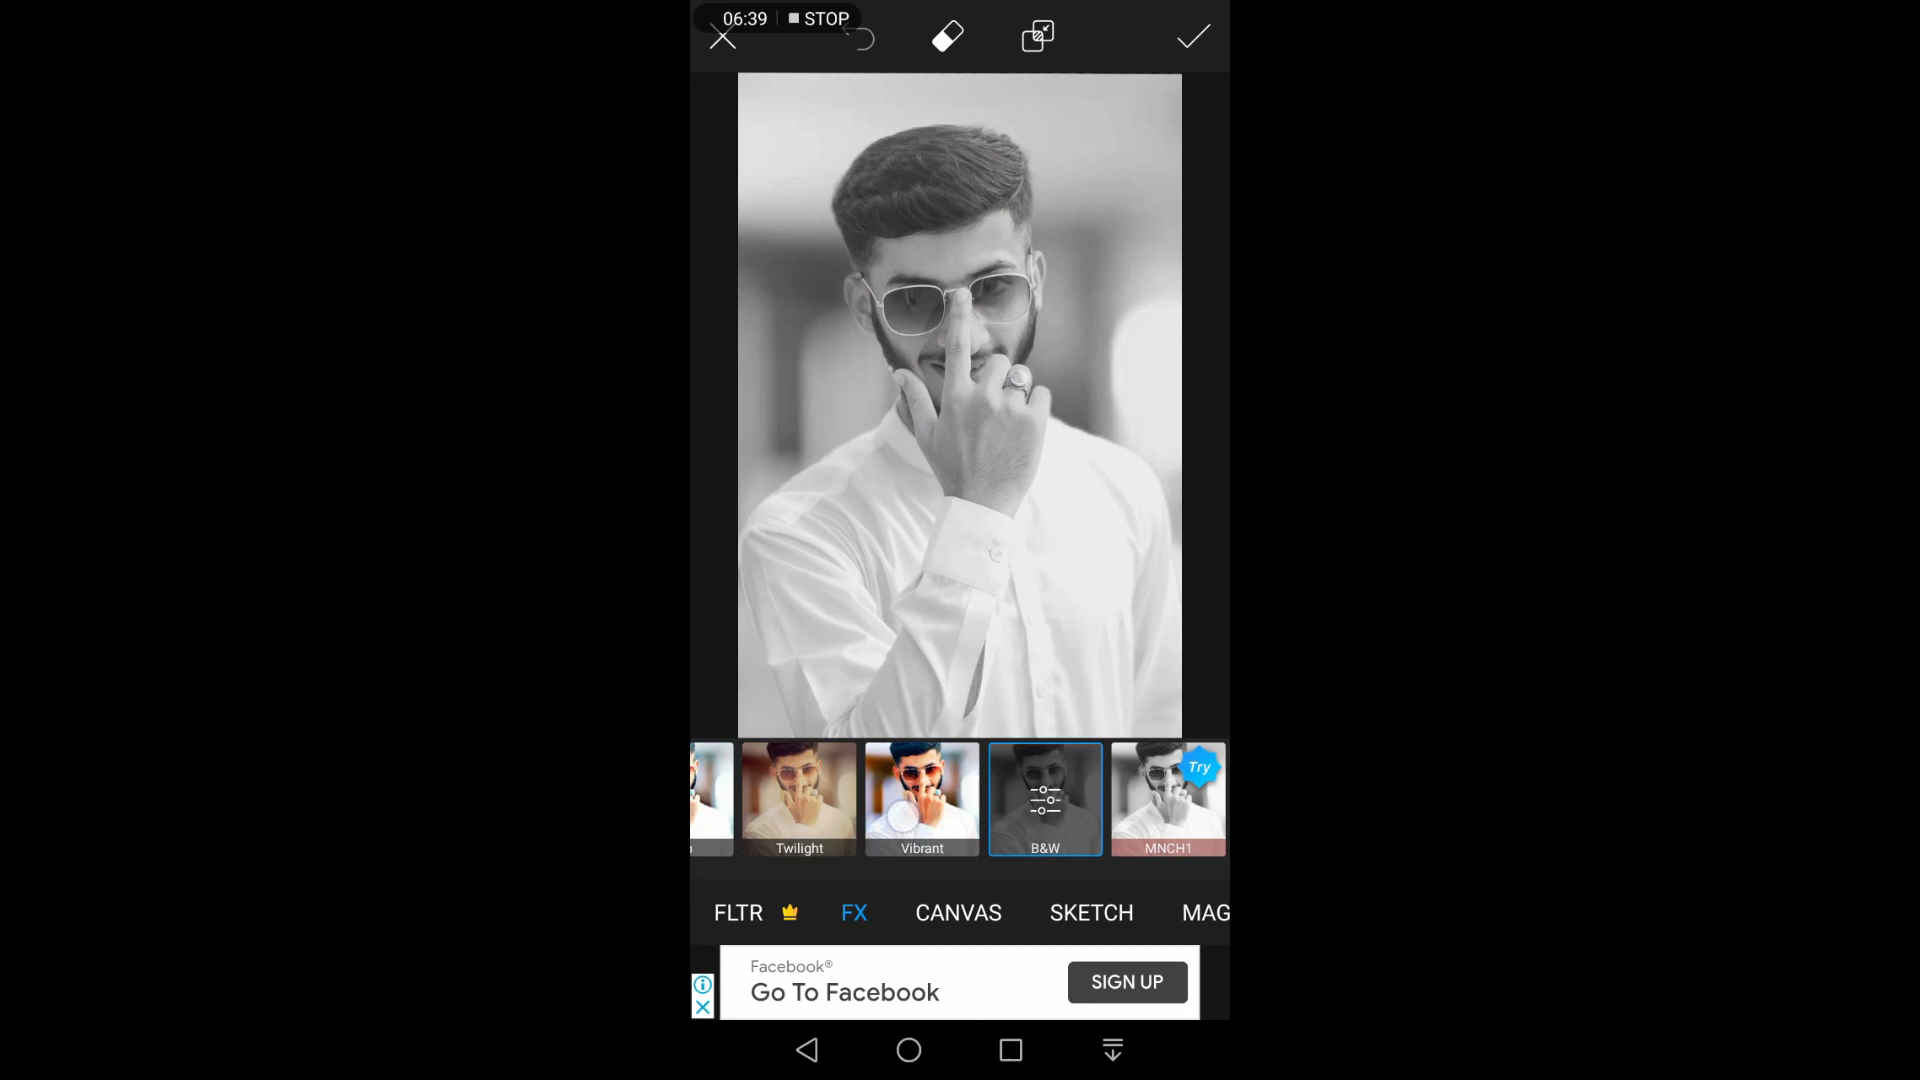 06:39 STOP
Twilight
Vibrant
B&W
Try
MNCH1
FLTR
FX
CANVAS
SKETCH
MAG
Facebook®
Go To Facebook
SIGN UP